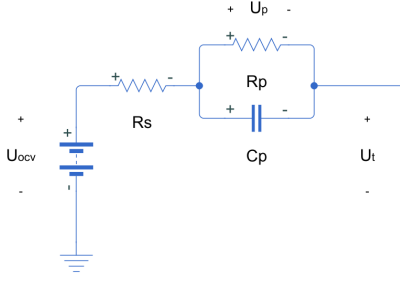 + Up -
+ -
+ - Rp
Rs
+ -
Cp
+
Uocv
-
+
-
+
Ut
-